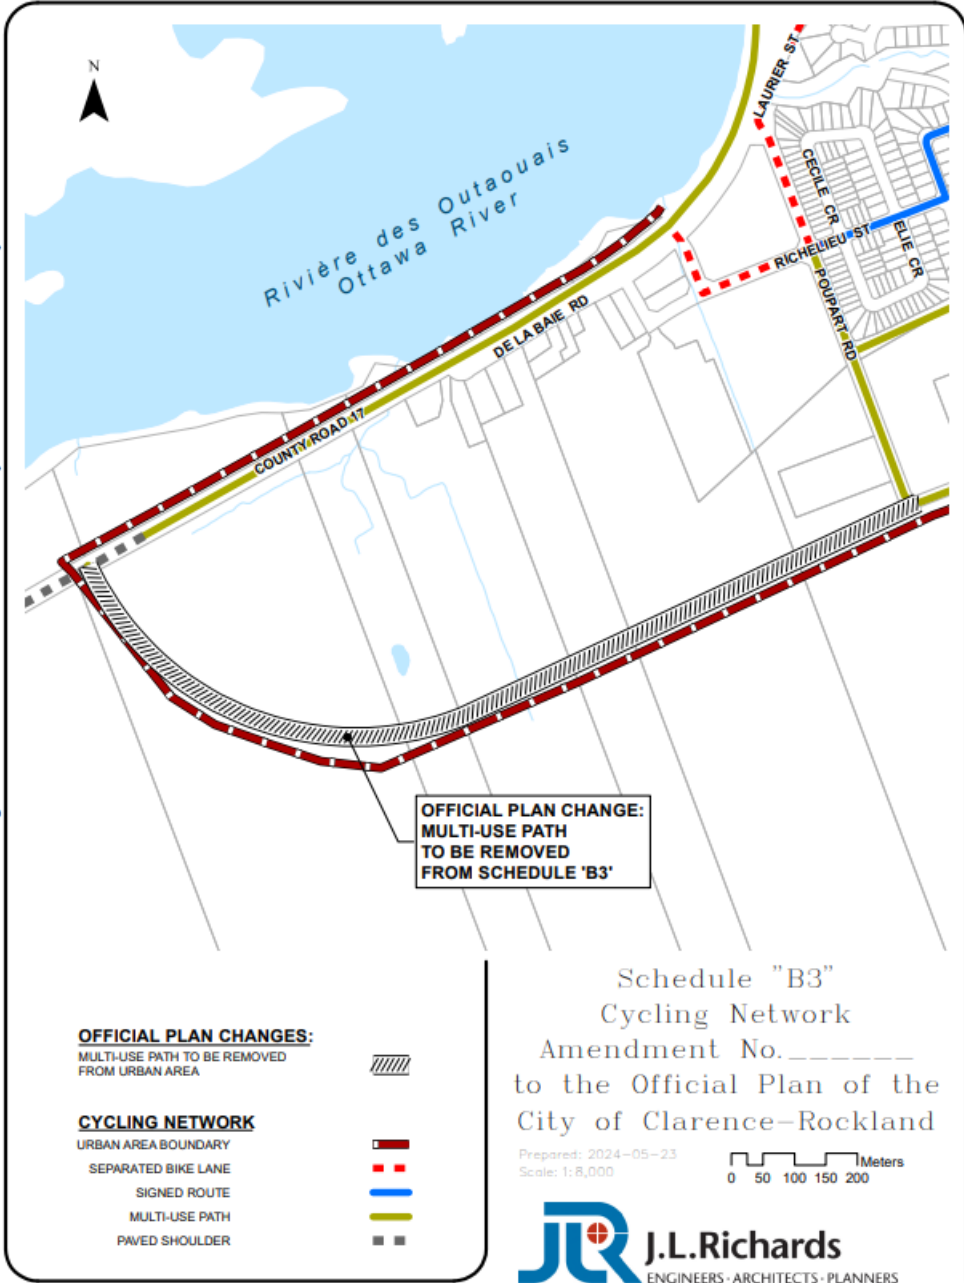 N
LAURIER ST
CECILE CR
ELIE CR
RICHELIEU ST
POUPART RD
Rivière des Outaouais
Ottawa River
DE LA BAIE RD
COUNTY ROAD 17
OFFICIAL PLAN CHANGE:
MULTI-USE PATH
TO BE REMOVED
FROM SCHEDULE 'B3'
OFFICIAL PLAN CHANGES:
MULTI-USE PATH TO BE REMOVED
FROM URBAN AREA
CYCLING NETWORK
URBAN AREA BOUNDARY
SEPARATED BIKE LANE
SIGNED ROUTE
MULTI-USE PATH
PAVED SHOULDER
Schedule "B3"
Cycling Network
Amendment No.______
to the Official Plan of the
City of Clarence-Rockland
Prepared: 2024-05-23
Scale: 1:8,000
Meters
0 50 100 150 200
JLR
J.L.Richards
ENGINEERS · ARCHITECTS · PLANNERS